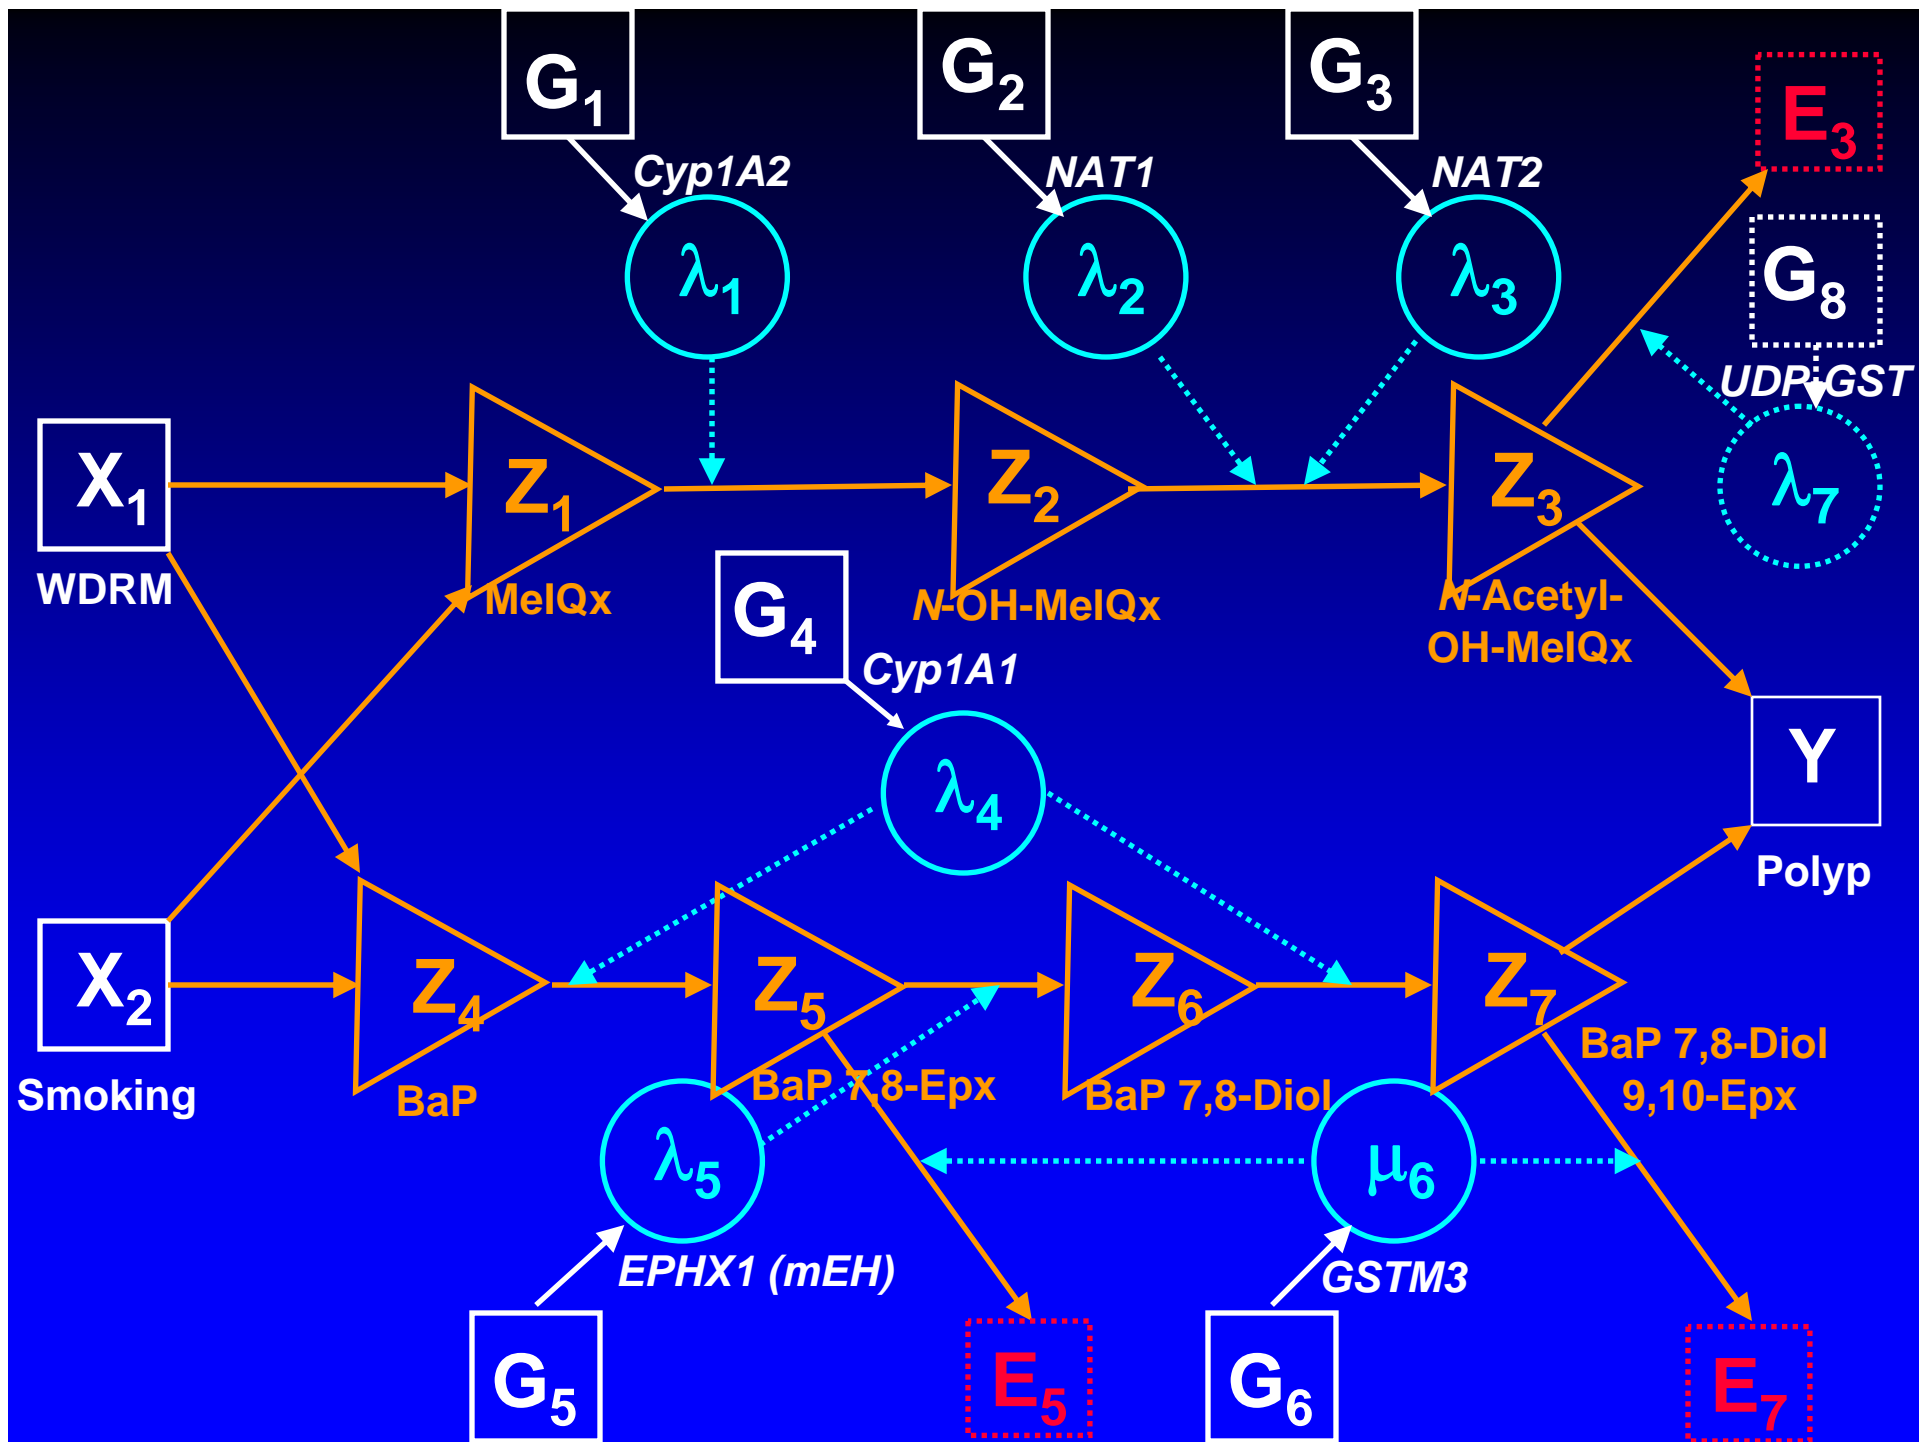 G1
G2
G3
E3
Cyp1A2
NAT1
NAT2
G8
λ1
λ2
λ3
UDP-GST
X1
Z1
Z2
Z3
λ7
WDRM
MeIQx
N-OH-MeIQx
N-Acetyl-
OH-MeIQx
G4
Cyp1A1
Y
λ4
Polyp
X2
Z4
Z5
Z6
Z7
Smoking
BaP
BaP 7,8-Epx
BaP 7,8-Diol
BaP 7,8-Diol
9,10-Epx
λ5
μ6
EPHX1 (mEH)
GSTM3
G5
E5
G6
E7